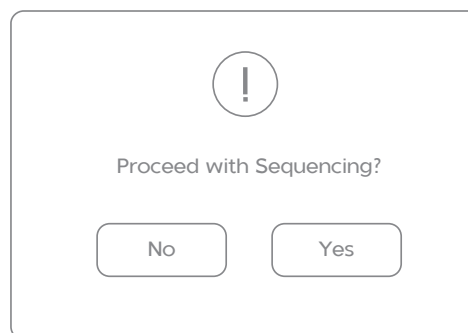 !
Proceed with Sequencing?
No
Yes